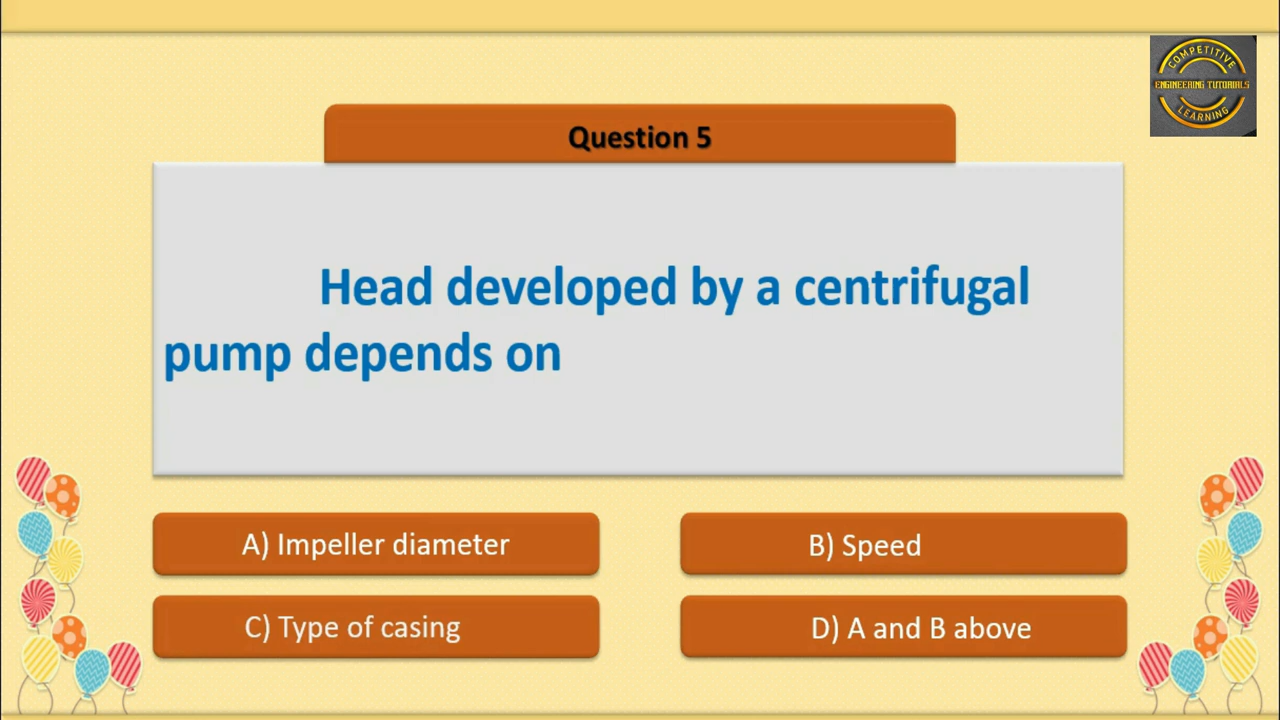 COMPETITIVE
ENGINEERING TUTORIALS
LEARNING
Question 5
Head developed by a centrifugal
pump depends on
A) Impeller diameter
B) Speed
C) Type of casing
D) A and B above